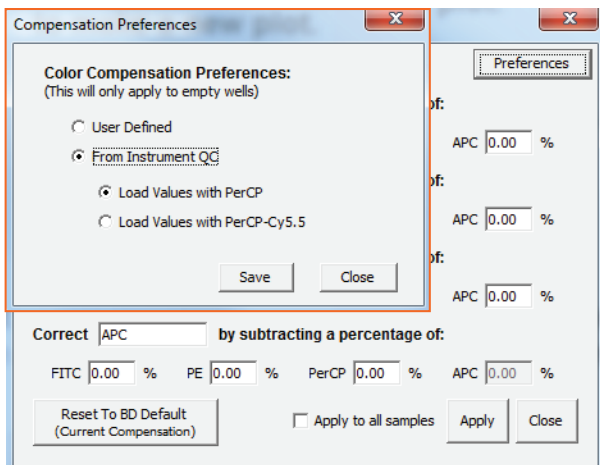 Compensation Preferences
Color Compensation Preferences:
(This will only apply to empty wells)
User Defined
From Instrument QC
Load Values with PerCP
Load Values with PerCP-Cy5.5
Save Close
Preferences
of:
APC 0.00 %
of:
APC 0.00 %
of:
APC 0.00 %
Correct APC by subtracting a percentage of:
FITC 0.00 % PE 0.00 % PerCP 0.00 % APC 0.00 %
Reset To BD Default
(Current Compensation)
Apply to all samples Apply Close